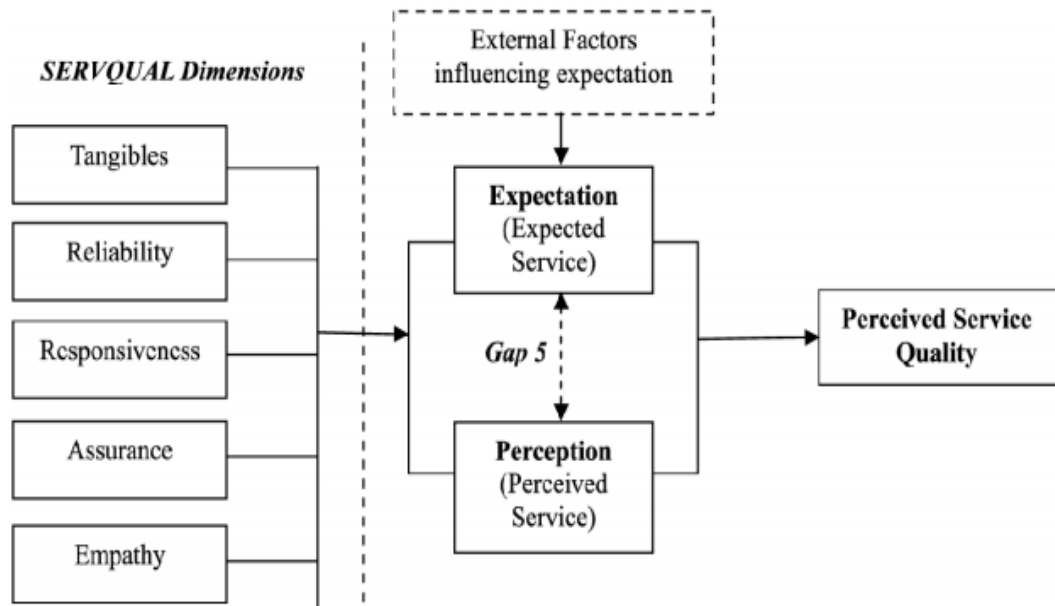 SERVQUAL Dimensions
Tangibles
Reliability
Responsiveness
Assurance
Empathy
External Factors
influencing expectation
Expectation
(Expected
Service)
Gap 5
Perception
(Perceived
Service)
Perceived Service
Quality